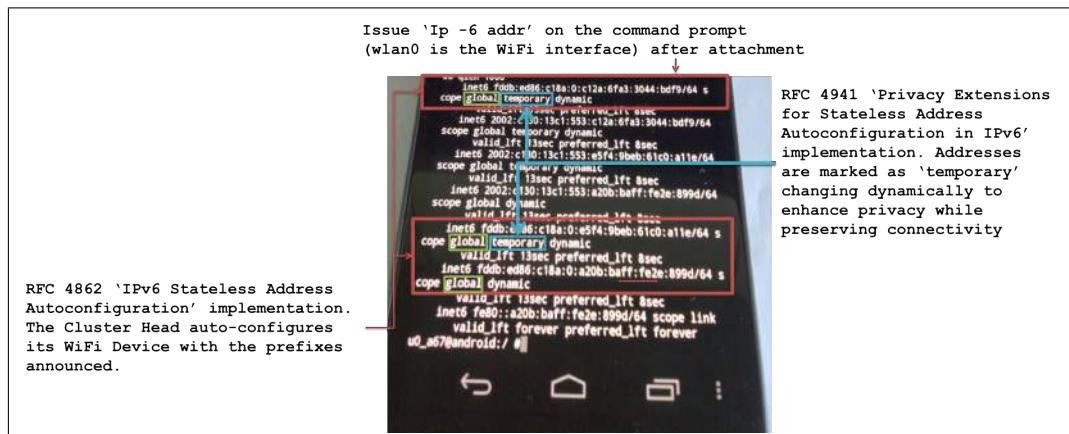 Issue `Ip -6 addr' on the command prompt
(wlan0 is the WiFi interface) after attachment
inet6 fddb:ed86:c18a:0:c12a:6fa3:3044:bdf9/64 s
cope global temporary dynamic
valid_lft 13sec preferred_lft 8sec
inet6 2002:c130:13c1:553:c12a:6fa3:3044:bdf9/64
scope global temporary dynamic
valid_lft 13sec preferred_lft 8sec
inet6 2002:c130:13c1:553:e5f4:9beb:61c0:a11e/64
scope global temporary dynamic
valid_lft 13sec preferred_lft 8sec
inet6 2002:c130:13c1:553:a20b:baff:fe2e:899d/64
scope global dynamic
valid_lft 13sec preferred_lft 8sec
inet6 fddb:ed86:c18a:0:e5f4:9beb:61c0:a11e/64 s
cope global temporary dynamic
valid_lft 13sec preferred_lft 8sec
inet6 fddb:ed86:c18a:0:a20b:baff:fe2e:899d/64 s
cope global dynamic
valid_lft 13sec preferred_lft 8sec
inet6 fe80::a20b:baff:fe2e:899d/64 scope link
valid_lft forever preferred_lft forever
u0_a67@android:/ #
RFC 4941 `Privacy Extensions
for Stateless Address
Autoconfiguration in IPv6'
implementation. Addresses
are marked as `temporary'
changing dynamically to
enhance privacy while
preserving connectivity
RFC 4862 `IPv6 Stateless Address
Autoconfiguration' implementation.
The Cluster Head auto-configures
its WiFi Device with the prefixes
announced.